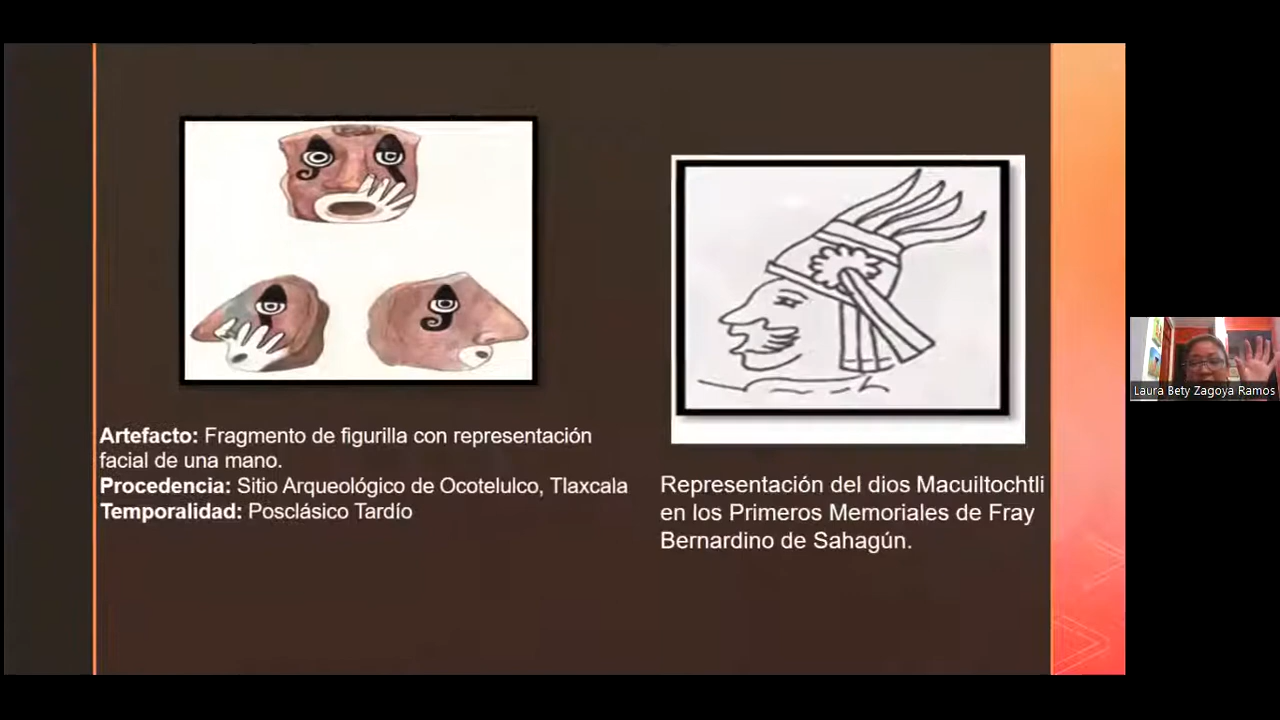 Artefacto: Fragmento de figurilla con representación
facial de una mano.
Procedencia: Sitio Arqueológico de Ocotelulco, Tlaxcala
Temporalidad: Posclásico Tardío
Representación del dios Macuiltochtli
en los Primeros Memoriales de Fray
Bernardino de Sahagún.
Laura Bety Zagoya Ramos